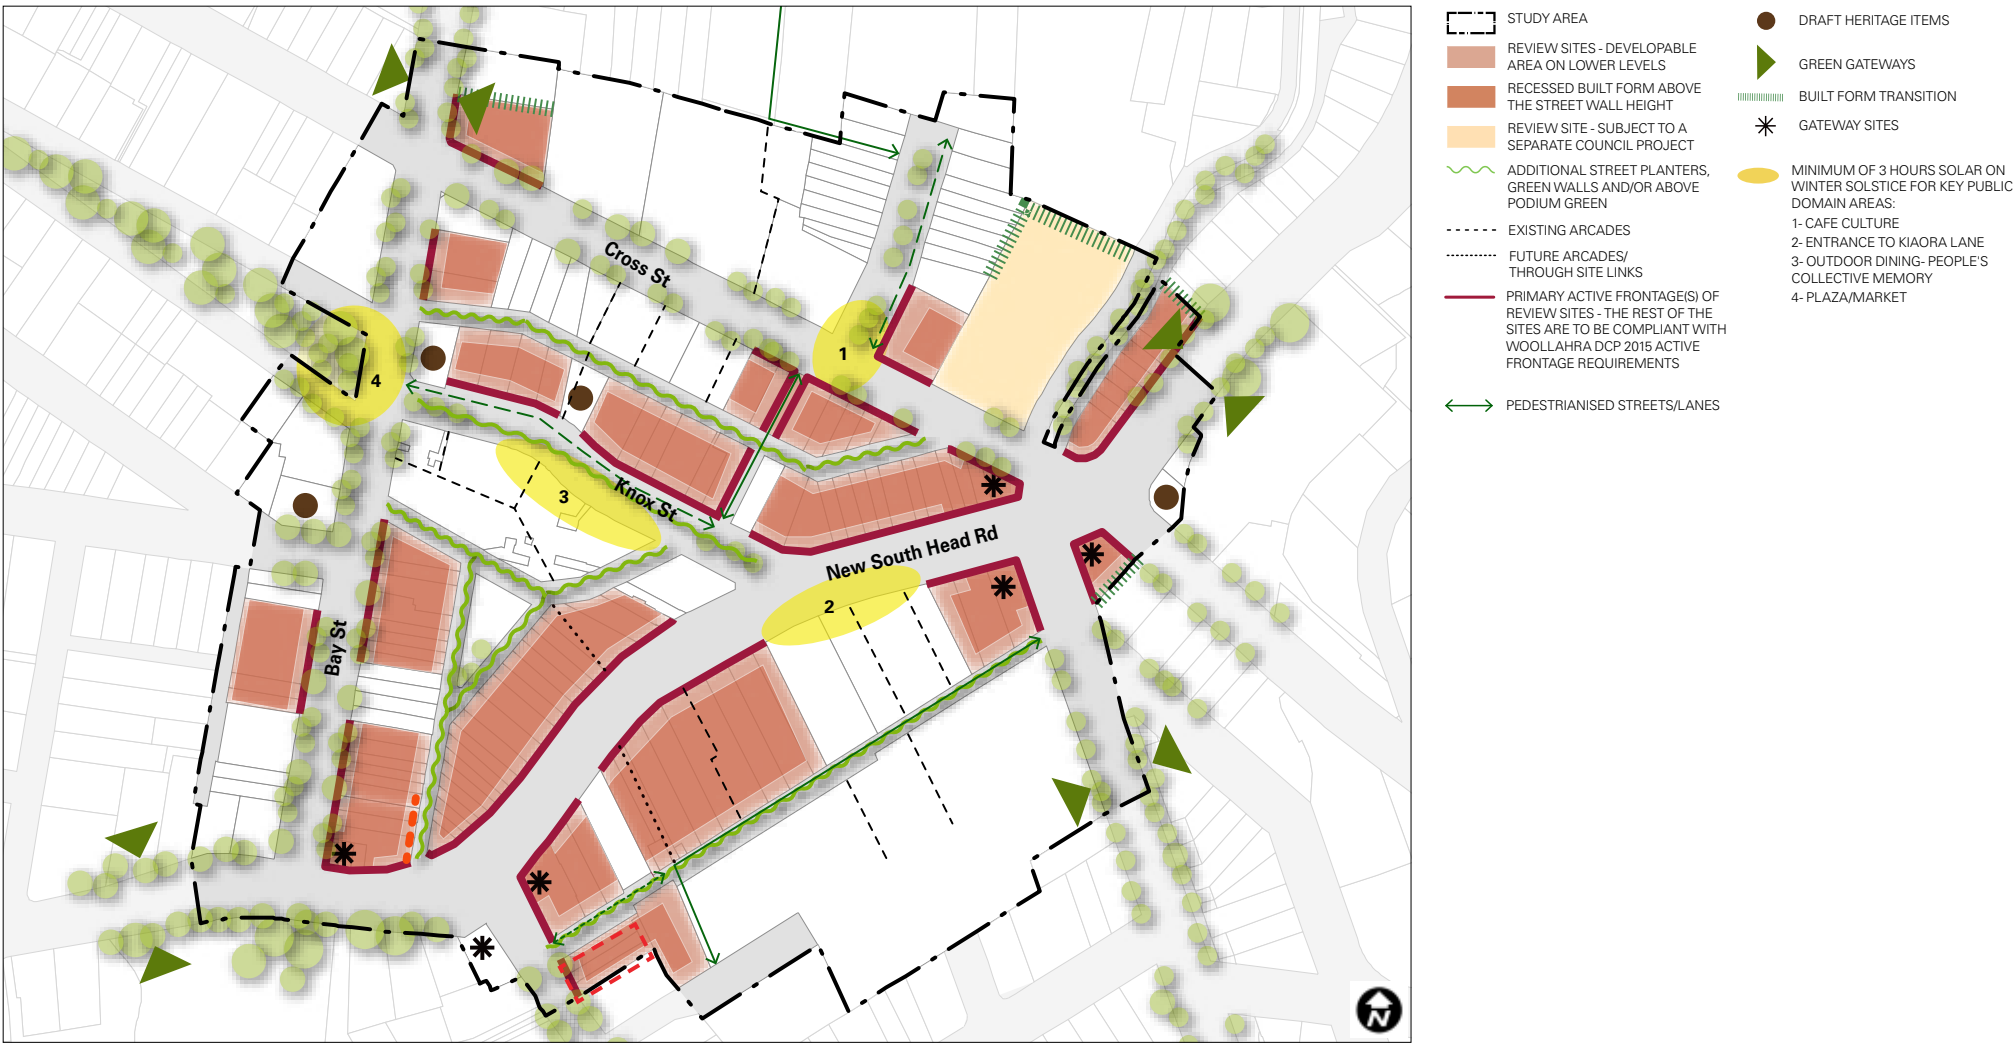 Cross St
1
4
3
Knox St
New South Head Rd
2
Bay St
N
STUDY AREA
REVIEW SITES - DEVELOPABLE
AREA ON LOWER LEVELS
RECESSED BUILT FORM ABOVE
THE STREET WALL HEIGHT
REVIEW SITE - SUBJECT TO A
SEPARATE COUNCIL PROJECT
ADDITIONAL STREET PLANTERS,
GREEN WALLS AND/OR ABOVE
PODIUM GREEN
EXISTING ARCADES
FUTURE ARCADES/
THROUGH SITE LINKS
PRIMARY ACTIVE FRONTAGE(S) OF
REVIEW SITES - THE REST OF THE
SITES ARE TO BE COMPLIANT WITH
WOOLLAHRA DCP 2015 ACTIVE
FRONTAGE REQUIREMENTS
PEDESTRIANISED STREETS/LANES
DRAFT HERITAGE ITEMS
GREEN GATEWAYS
BUILT FORM TRANSITION
GATEWAY SITES
MINIMUM OF 3 HOURS SOLAR ON
WINTER SOLSTICE FOR KEY PUBLIC
DOMAIN AREAS:
1- CAFE CULTURE
2- ENTRANCE TO KIAORA LANE
3- OUTDOOR DINING- PEOPLE'S
COLLECTIVE MEMORY
4- PLAZA/MARKET